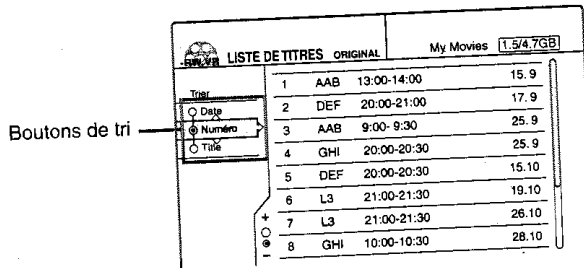 -RW VR LISTE DE TITRES ORIGINAL My Movies 1.5/4.7GB
Trier
Date
Numéro
Title
Boutons de tri
1 AAB 13:00-14:00 15. 9
2 DEF 20:00-21:00 17. 9
3 AAB 9:00- 9:30 25. 9
4 GHI 20:00-20:30 25. 9
5 DEF 20:00-20:30 15.10
6 L3 21:00-21:30 19.10
7 L3 21:00-21:30 26.10
8 GHI 10:00-10:30 28.10
+
-